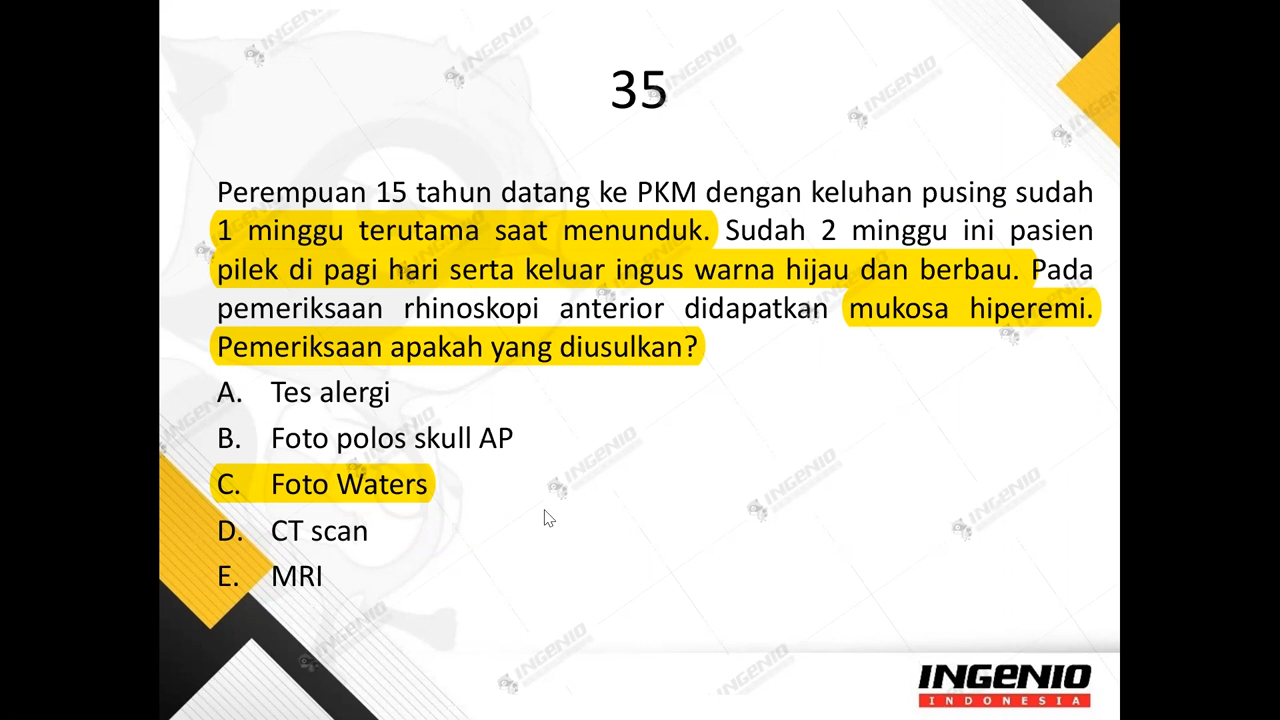 35
Perempuan 15 tahun datang ke PKM dengan keluhan pusing sudah
1 minggu terutama saat menunduk. Sudah 2 minggu ini pasien
pilek di pagi hari serta keluar ingus warna hijau dan berbau. Pada
pemeriksaan rhinoskopi anterior didapatkan mukosa hiperemi.
Pemeriksaan apakah yang diusulkan?
A. Tes alergi
B. Foto polos skull AP
C. Foto Waters
D. CT scan
E. MRI
INGENIO
INDONESIA